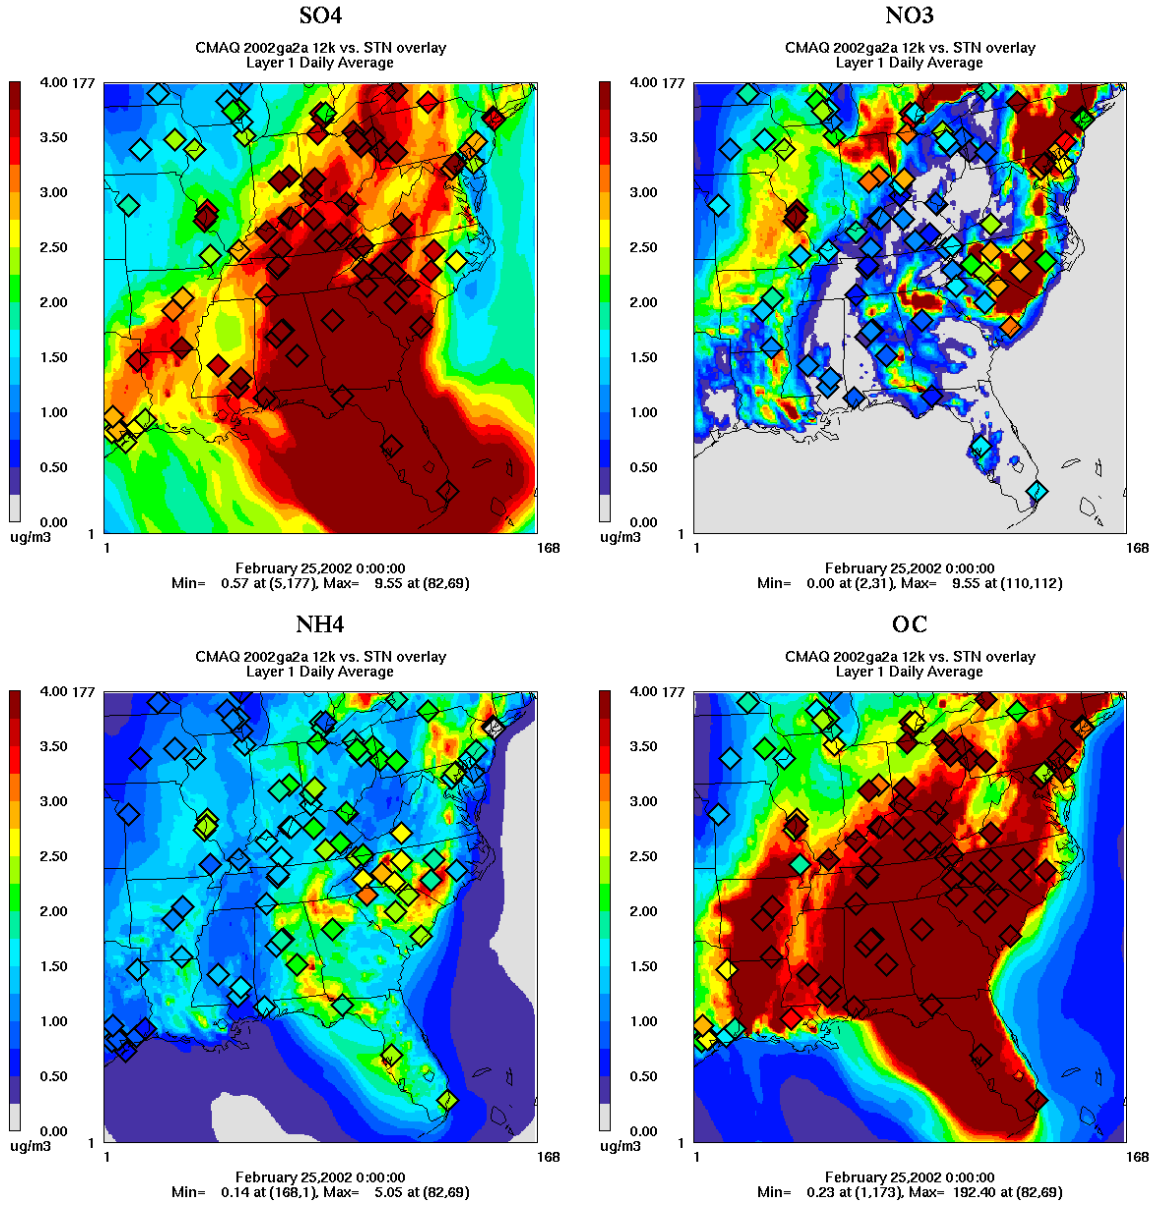 SO4
CMAQ 2002ga2a 12k vs. STN overlay
Layer 1 Daily Average
4.00 177
3.50
3.00
2.50
2.00
1.50
1.00
0.50
0.00
ug/m3
1
1
168
February 25,2002 0:00:00
Min= 0.57 at (5,177), Max= 9.55 at (82,69)
NO3
CMAQ 2002ga2a 12k vs. STN overlay
Layer 1 Daily Average
4.00 177
3.50
3.00
2.50
2.00
1.50
1.00
0.50
0.00
ug/m3
1
1
168
February 25,2002 0:00:00
Min= 0.00 at (2,31), Max= 9.55 at (110,112)
NH4
CMAQ 2002ga2a 12k vs. STN overlay
Layer 1 Daily Average
4.00 177
3.50
3.00
2.50
2.00
1.50
1.00
0.50
0.00
ug/m3
1
1
168
February 25,2002 0:00:00
Min= 0.14 at (168,1), Max= 5.05 at (82,69)
OC
CMAQ 2002ga2a 12k vs. STN overlay
Layer 1 Daily Average
4.00 177
3.50
3.00
2.50
2.00
1.50
1.00
0.50
0.00
ug/m3
1
1
168
February 25,2002 0:00:00
Min= 0.23 at (1,173), Max= 192.40 at (82,69)